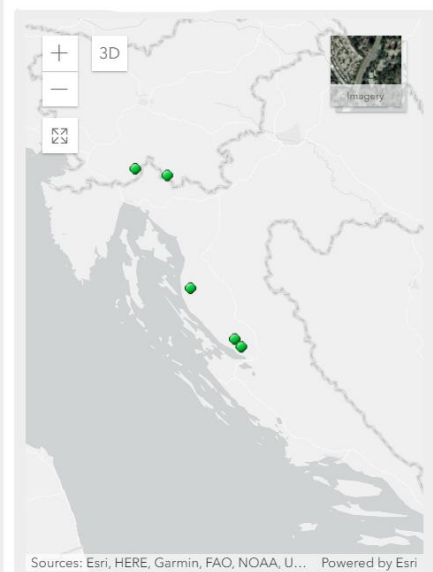 +
3D
—
Imagery
Sources: Esri, HERE, Garmin, FAO, NOAA, U... Powered by Esri